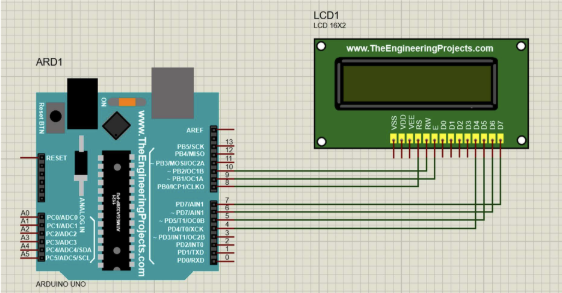 LCD1
LCD 16X2
www.TheEngineeringProjects.com
VSS
VDD
VEE
RS
RW
E
D0
D1
D2
D3
D4
D5
D6
D7
ARD1
Reset BTN
ON
www.TheEngineeringProjects.com
RESET
ANALOG IN
AREF
13
PB5/SCK
12
PB4/MISO
11
~ PB3/MOSI/OC2A
10
~ PB2/OC1B
9
~ PB1/OC1A
8
PB0/ICP1/CLKO
7
PD7/AIN1
6
5
~ PD5/T1/OC0B
4
PD4/T0/XCK
3
~ PD3/INT1/OC2B
2
PD2/INT0
1
PD1/TXD
0
PD0/RXD
A0
PC0/ADC0
A1
PC1/ADC1
A2
PC2/ADC2
A3
PC3/ADC3
A4
PC4/ADC4/SDA
A5
PC5/ADC5/SCL
ARDUINO UNO